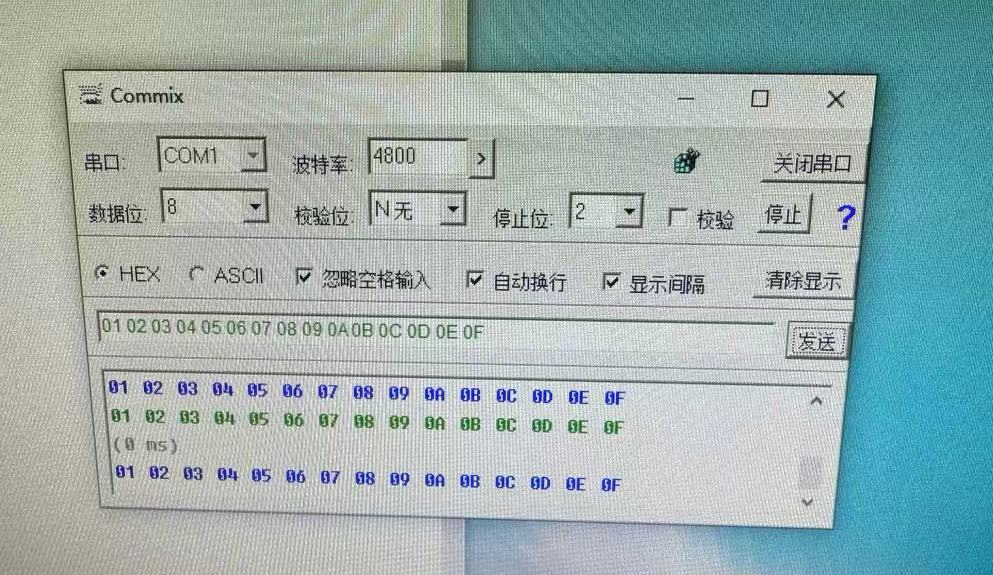 Commix
串口: COM1 波特率: 4800 > 关闭串口
数据位: 8 校验位: N 无 停止位: 2 校验 停止 ?
HEX ASCII 忽略空格输入 自动换行 显示间隔 清除显示
01 02 03 04 05 06 07 08 09 0A 0B 0C 0D 0E 0F 发送
01 02 03 04 05 06 07 08 09 0A 0B 0C 0D 0E 0F
01 02 03 04 05 06 07 08 09 0A 0B 0C 0D 0E 0F
(0 ms)
01 02 03 04 05 06 07 08 09 0A 0B 0C 0D 0E 0F